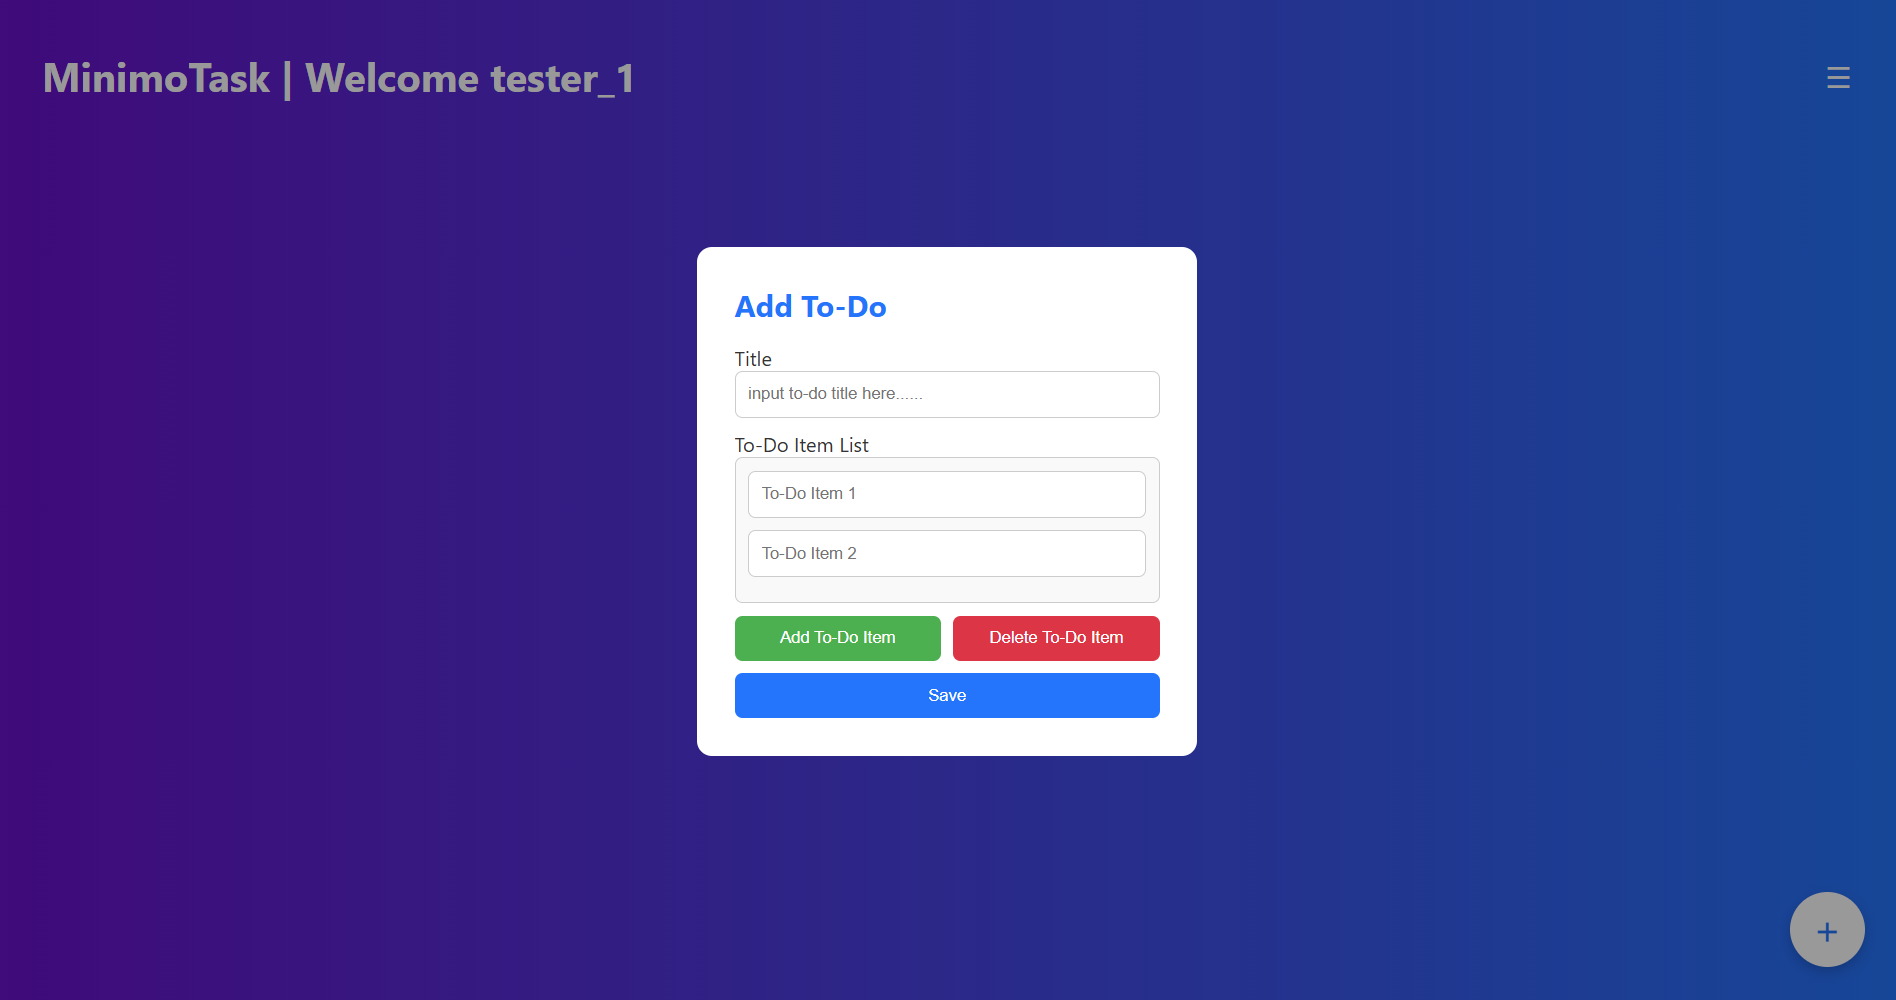 MinimoTask | Welcome tester_1
☰
Add To-Do
Title
input to-do title here......
To-Do Item List
To-Do Item 1
To-Do Item 2
Add To-Do Item
Delete To-Do Item
Save
+